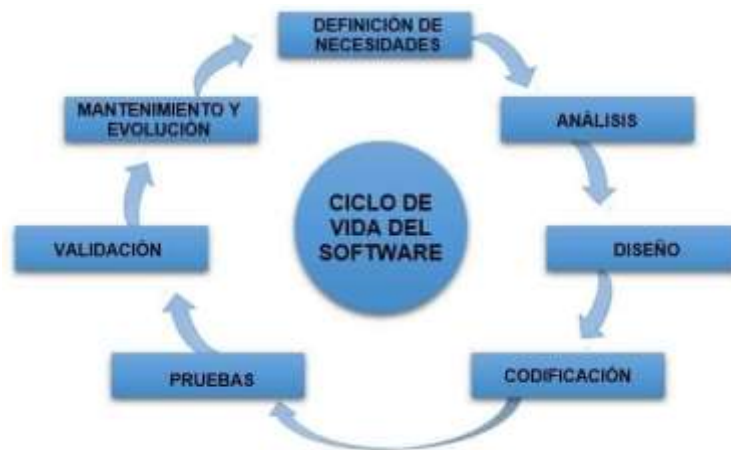 DEFINICIÓN DE
NECESIDADES
ANÁLISIS
DISEÑO
CODIFICACIÓN
PRUEBAS
VALIDACIÓN
MANTENIMIENTO Y
EVOLUCIÓN
CICLO DE
VIDA DEL
SOFTWARE